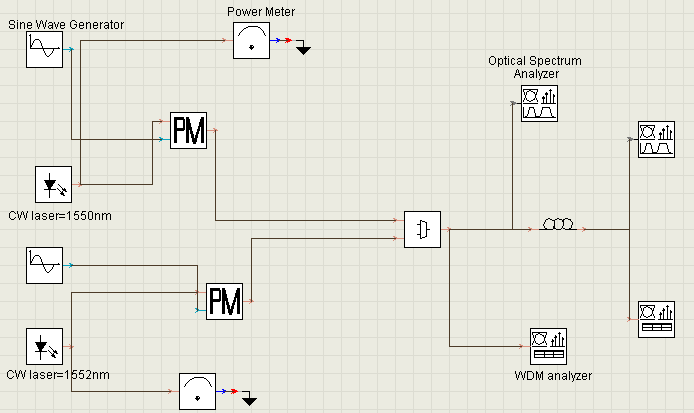 Power Meter
Sine Wave Generator
Optical Spectrum
Analyzer
PM
CW laser=1550nm
PM
CW laser=1552nm
WDM analyzer